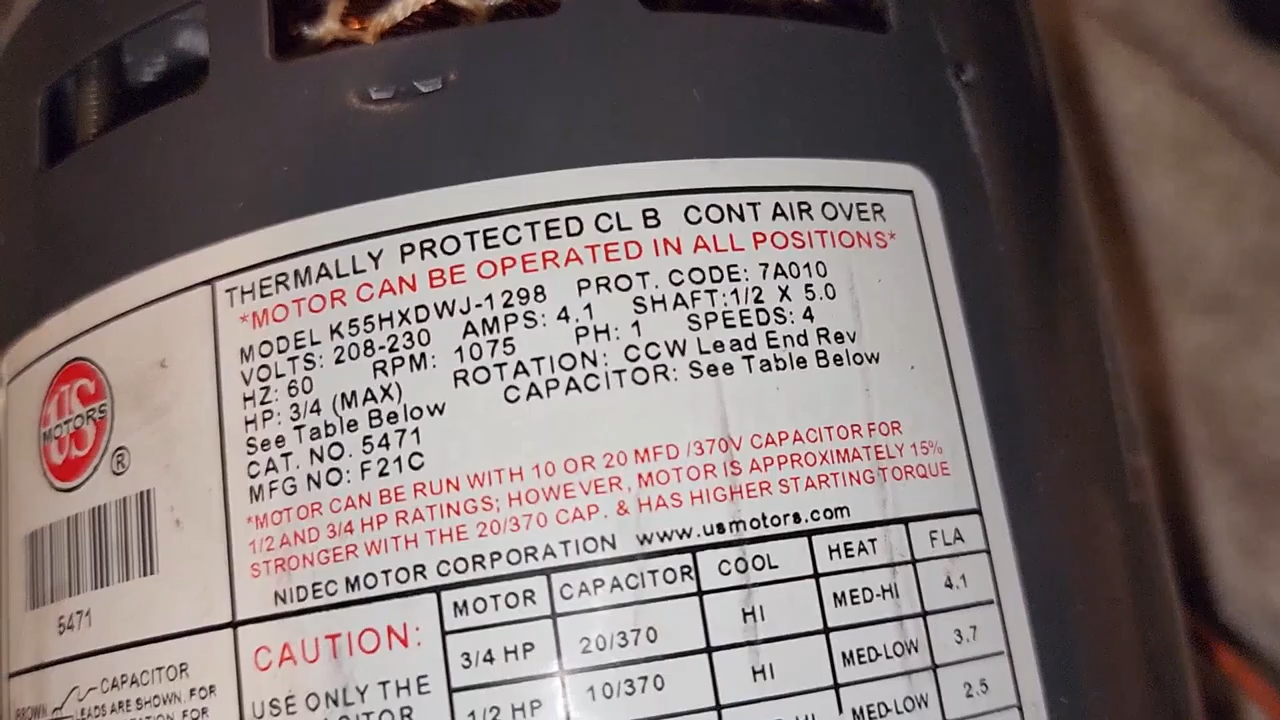 THERMALLY PROTECTED CL B CONT AIR OVER
*MOTOR CAN BE OPERATED IN ALL POSITIONS*
MODEL K55HXDWJ-1298 PROT. CODE: 7A010
VOLTS: 208-230 AMPS: 4.1 SHAFT:1/2 X 5.0
HZ: 60 RPM: 1075 PH: 1 SPEEDS: 4
HP: 3/4 (MAX) ROTATION: CCW Lead End Rev
See Table Below CAPACITOR: See Table Below
CAT. NO. 5471
MFG NO: F21C
*MOTOR CAN BE RUN WITH 10 OR 20 MFD /370V CAPACITOR FOR
1/2 AND 3/4 HP RATINGS; HOWEVER, MOTOR IS APPROXIMATELY 15%
STRONGER WITH THE 20/370 CAP. & HAS HIGHER STARTING TORQUE
NIDEC MOTOR CORPORATION www.usmotors.com
US
MOTORS
®
5471
CAPACITOR
BROWN LEADS ARE SHOWN, FOR
FOR
CAUTION:
USE ONLY THE
MOTOR CAPACITOR COOL HEAT FLA
3/4 HP 20/370 HI MED-HI 4.1
1/2 HP 10/370 HI MED-LOW 3.7
MED-LOW 2.5